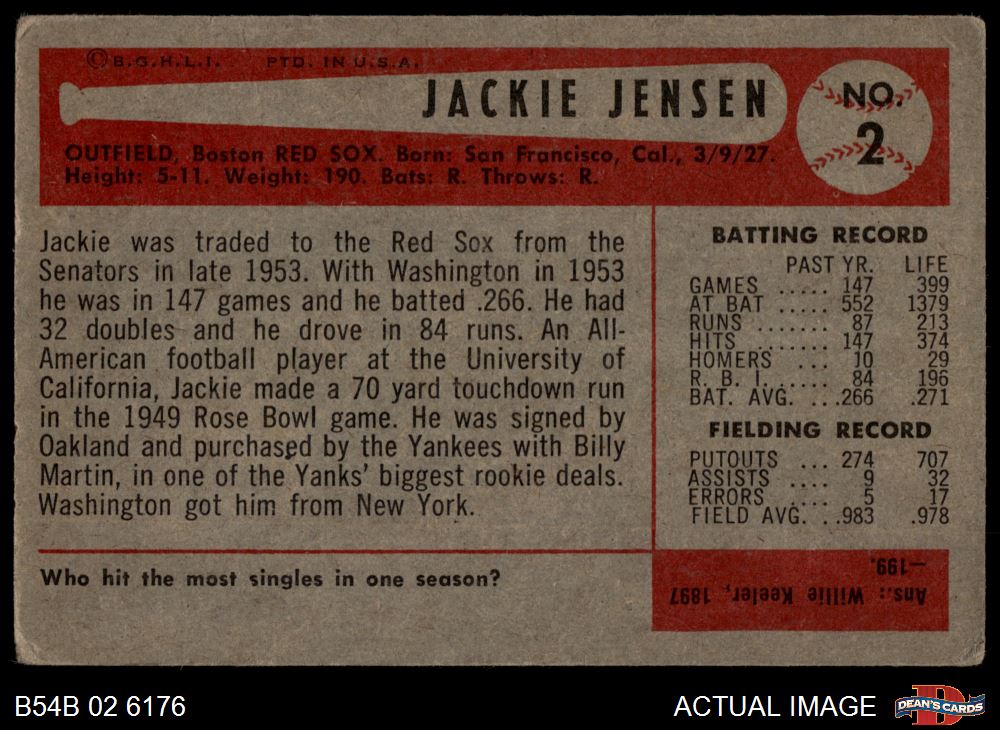 ©B.G.H.L.I. PTD. IN U.S.A.
JACKIE JENSEN
NO.
2
OUTFIELD, Boston RED SOX. Born: San Francisco, Cal., 3/9/27.
Height: 5-11. Weight: 190. Bats: R. Throws: R.
Jackie was traded to the Red Sox from the
Senators in late 1953. With Washington in 1953
he was in 147 games and he batted .266. He had
32 doubles and he drove in 84 runs. An All-
American football player at the University of
California, Jackie made a 70 yard touchdown run
in the 1949 Rose Bowl game. He was signed by
Oakland and purchased by the Yankees with Billy
Martin, in one of the Yanks' biggest rookie deals.
Washington got him from New York.
Who hit the most singles in one season?
BATTING RECORD
PAST YR. LIFE
GAMES ..... 147 399
AT BAT ..... 552 1379
RUNS ....... 87 213
HITS ....... 147 374
HOMERS ... 10 29
R. B. I. ..... 84 196
BAT. AVG. ...266 .271
FIELDING RECORD
PUTOUTS ... 274 707
ASSISTS .... 9 32
ERRORS .... 5 17
FIELD AVG. ..983 .978
Ans.: Willie Keeler, 1897
—199.
B54B 02 6176
ACTUAL IMAGE
D
DEAN'S CARDS